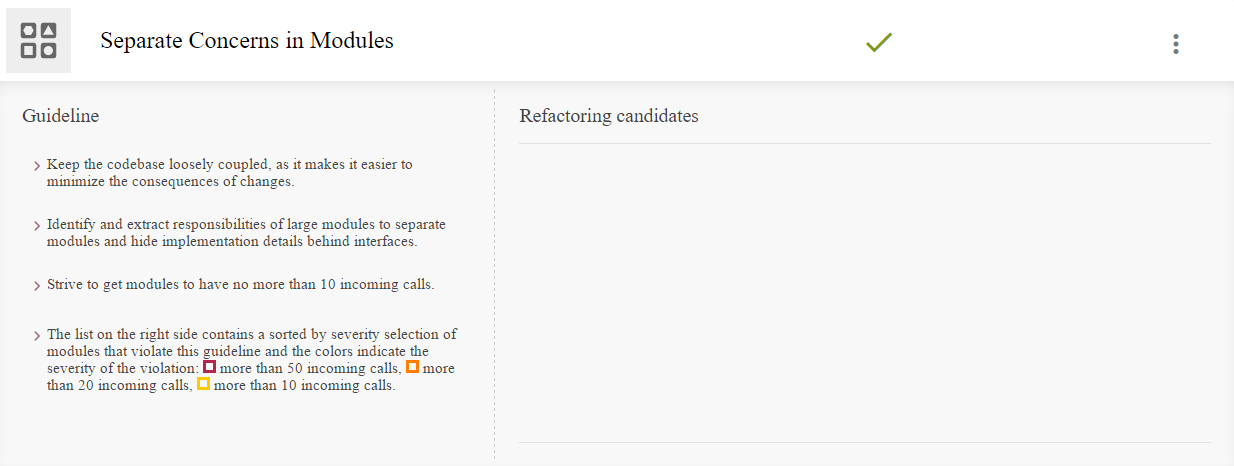 Separate Concerns in Modules
Guideline
Refactoring candidates
Keep the codebase loosely coupled, as it makes it easier to
minimize the consequences of changes.
Identify and extract responsibilities of large modules to separate
modules and hide implementation details behind interfaces.
Strive to get modules to have no more than 10 incoming calls.
The list on the right side contains a sorted by severity selection of
modules that violate this guideline and the colors indicate the
severity of the violation: more than 50 incoming calls, more
than 20 incoming calls, more than 10 incoming calls.